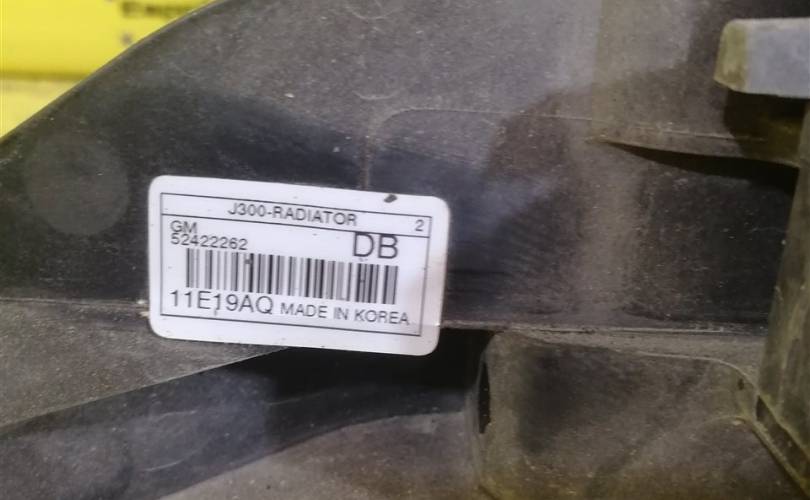 J300-RADIATOR 2
GM
52422262 DB
11E19AQ MADE IN KOREA